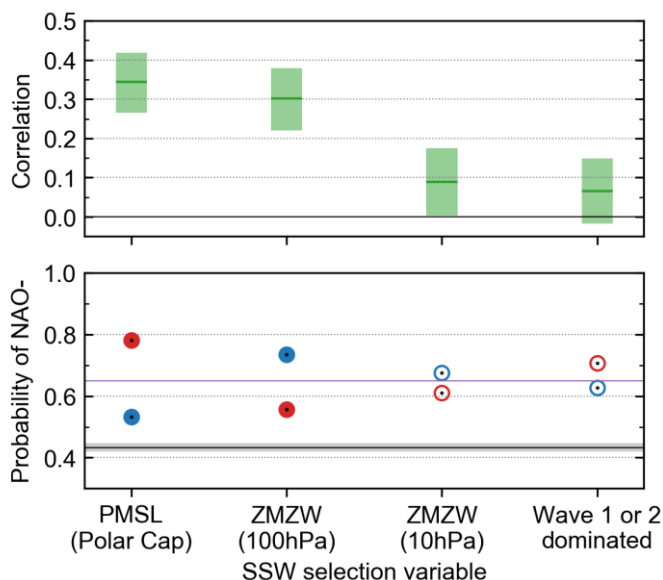 0.5
0.4
0.3
0.2
0.1
0.0
Correlation
1.0
0.8
0.6
0.4
Probability of NAO-
PMSL
(Polar Cap)
ZMZW
(100hPa)
ZMZW
(10hPa)
Wave 1 or 2
dominated
SSW selection variable